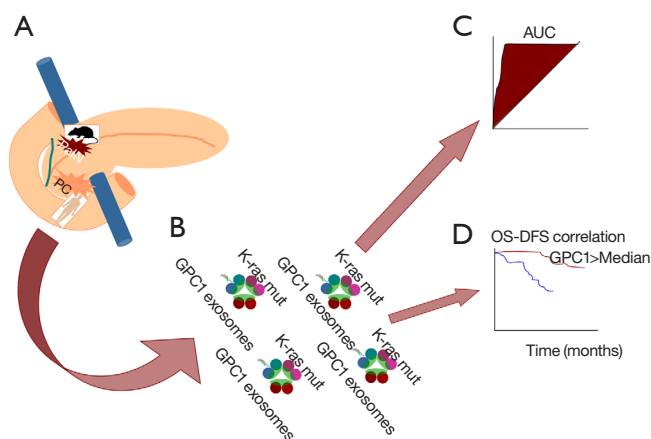 A
PaIN
PC
B
K-ras mut
GPC1 exosomes
K-ras mut
GPC1 exosomes
K-ras mut
GPC1 exosomes
K-ras mut
GPC1 exosomes
C
AUC
D
OS-DFS correlation
GPC1>Median
Time (months)